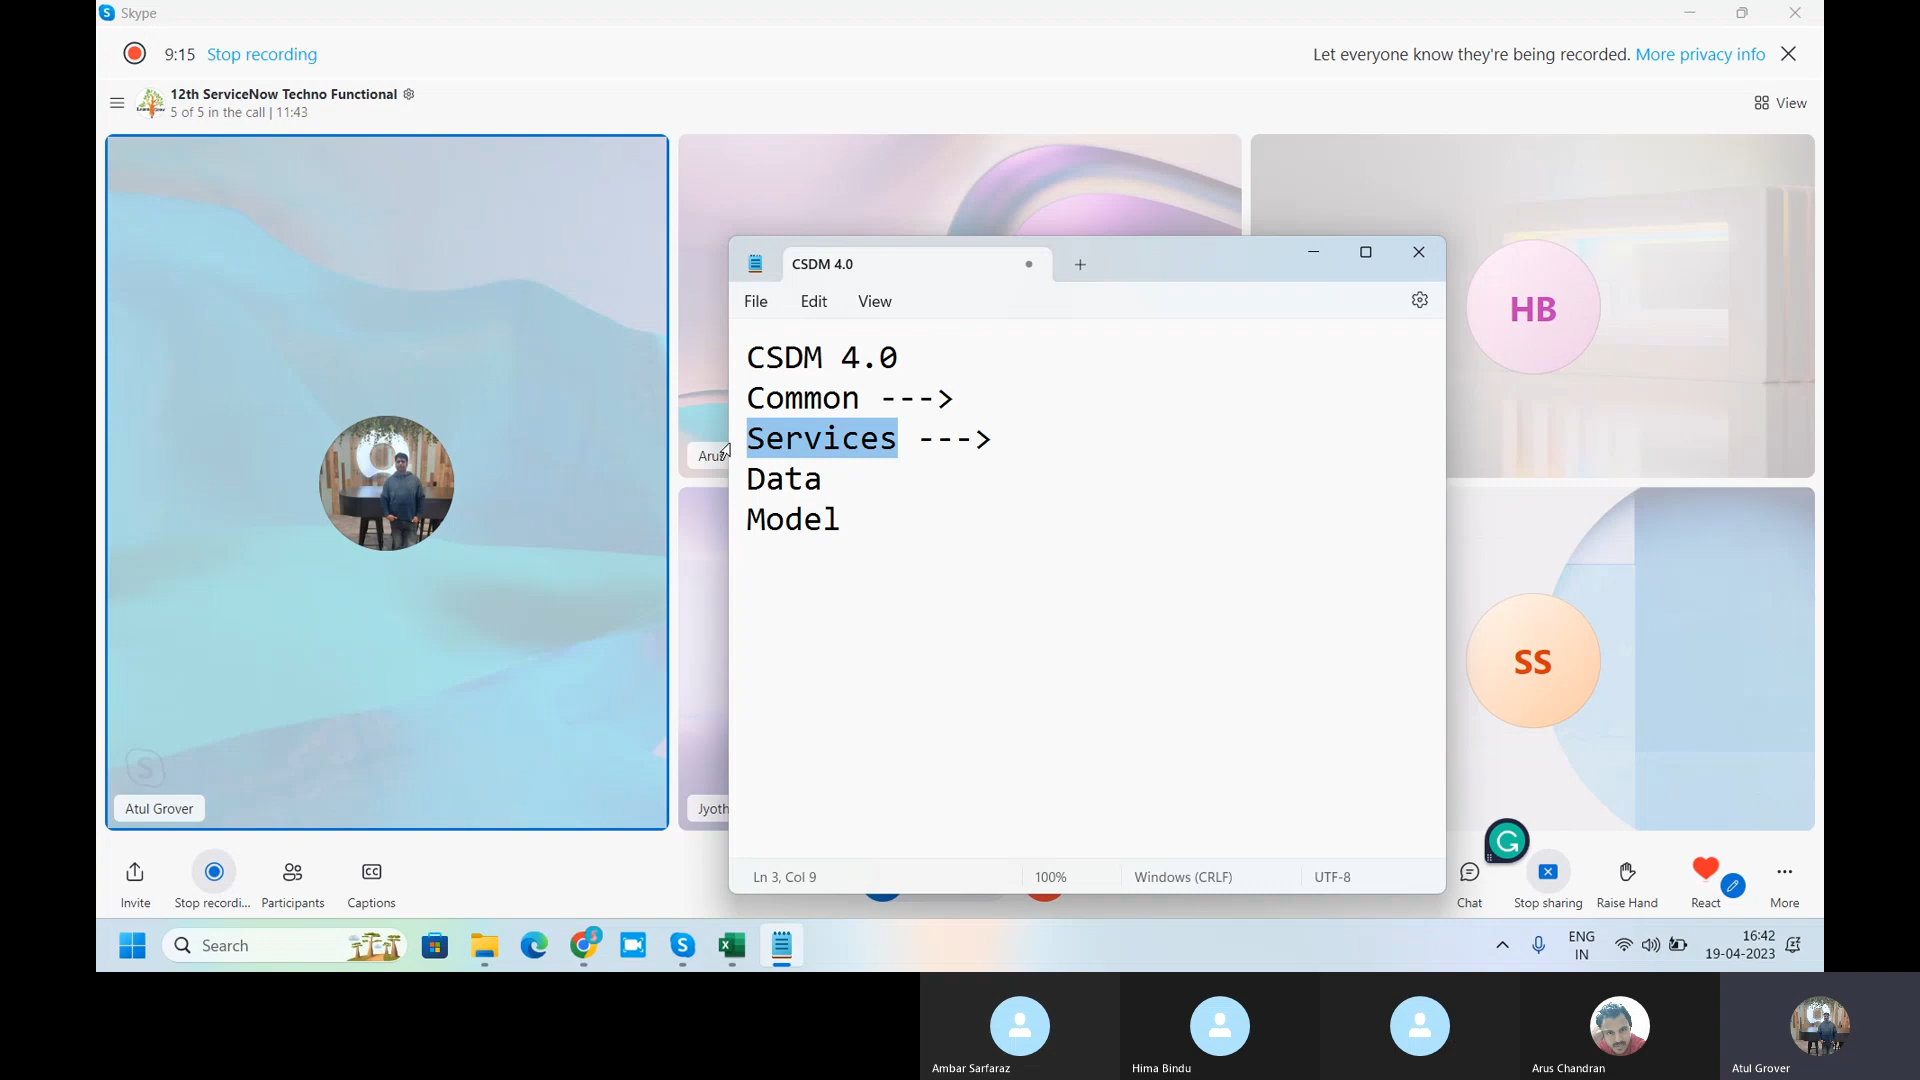 Skype
9:15 Stop recording
Let everyone know they're being recorded. More privacy info
12th ServiceNow Techno Functional
5 of 5 in the call | 11:43
View
CSDM 4.0
File Edit View
CSDM 4.0
Common --->
Services --->
Data
Model
HB
SS
Atul Grover
Ln 3, Col 9
100%
Windows (CRLF)
UTF-8
Invite
Stop recordi...
Participants
Captions
Chat
Stop sharing
Raise Hand
React
More
Search
ENG
IN
16:42
19-04-2023
Ambar Sarfaraz
Hima Bindu
Arus Chandran
Atul Grover